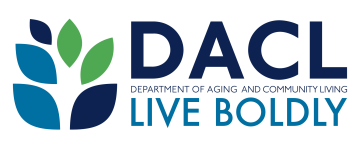 DACL
DEPARTMENT OF AGING AND COMMUNITY LIVING
LIVE BOLDLY